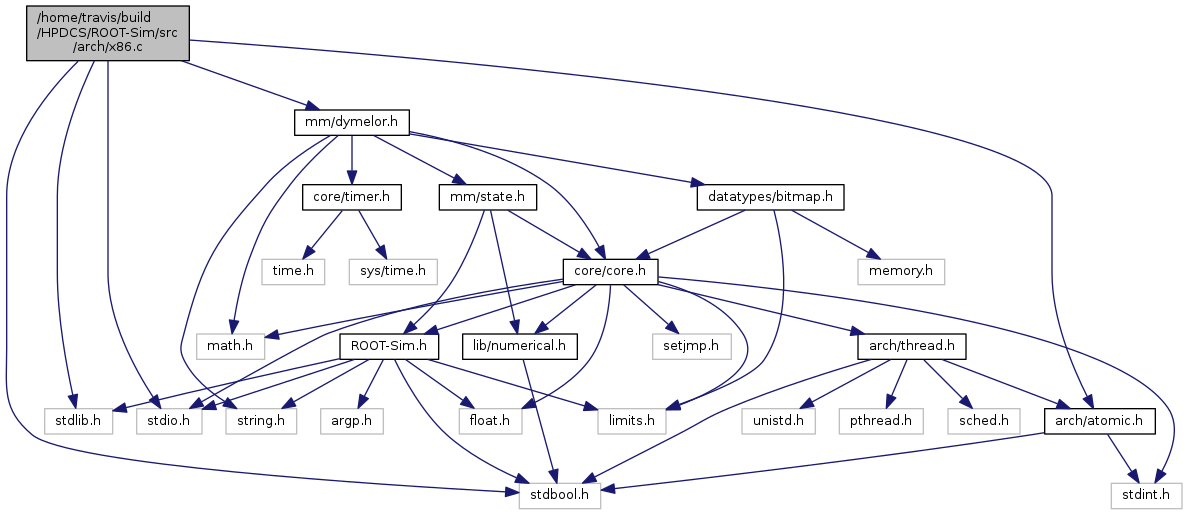 /home/travis/build
/HPDCS/ROOT-Sim/src
/arch/x86.c
mm/dymelor.h
core/timer.h
mm/state.h
datatypes/bitmap.h
time.h
sys/time.h
core/core.h
memory.h
math.h
ROOT-Sim.h
lib/numerical.h
setjmp.h
arch/thread.h
stdlib.h
stdio.h
string.h
argp.h
float.h
limits.h
unistd.h
pthread.h
sched.h
arch/atomic.h
stdbool.h
stdint.h